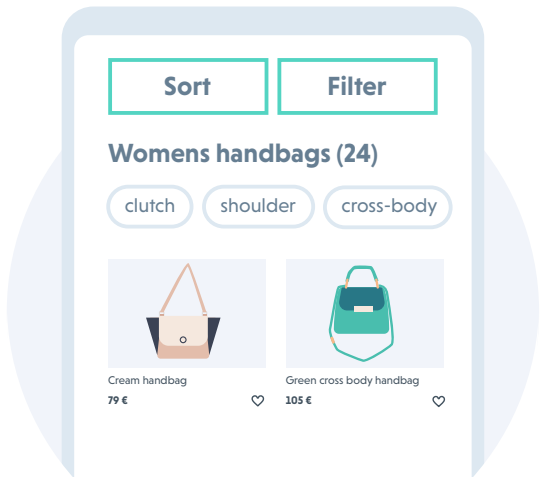 Sort Filter
Womens handbags (24)
clutch shoulder cross-body
Cream handbag Green cross body handbag
79 € 105 €